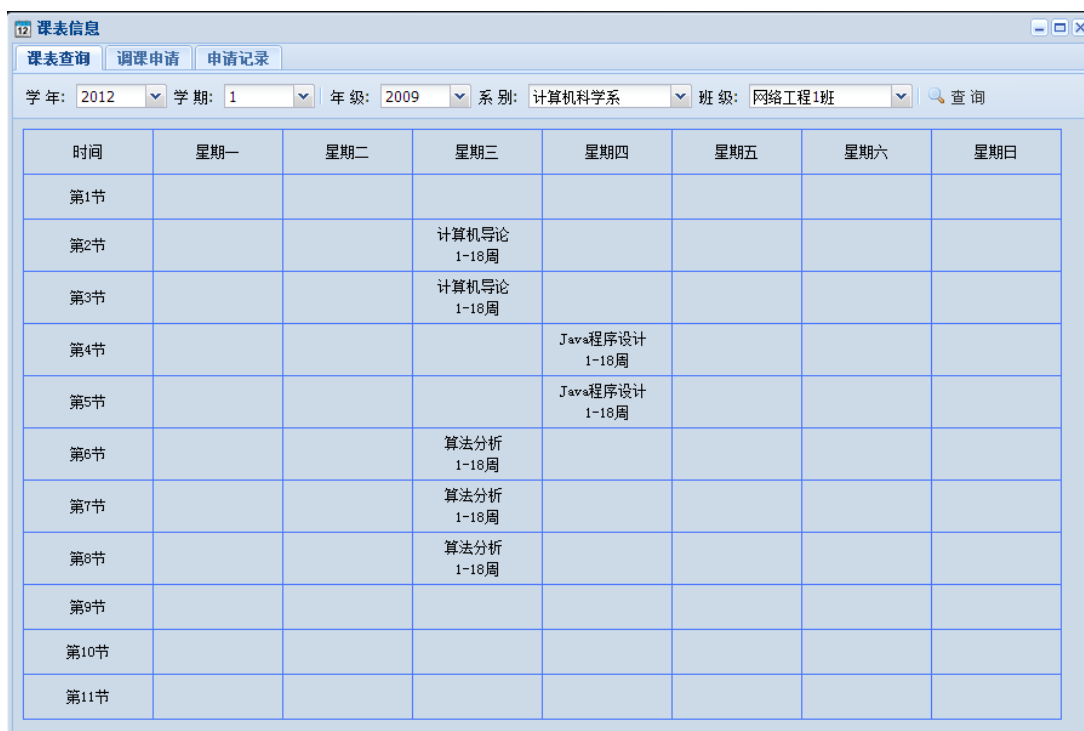 课表信息
课表查询 调课申请 申请记录
学年: 2012 学期: 1 年级: 2009 系别: 计算机科学系 班级: 网络工程1班 查询
时间 星期一 星期二 星期三 星期四 星期五 星期六 星期日
第1节
第2节 计算机导论
1-18周
第3节 计算机导论
1-18周
第4节 Java程序设计
1-18周
第5节 Java程序设计
1-18周
第6节 算法分析
1-18周
第7节 算法分析
1-18周
第8节 算法分析
1-18周
第9节
第10节
第11节